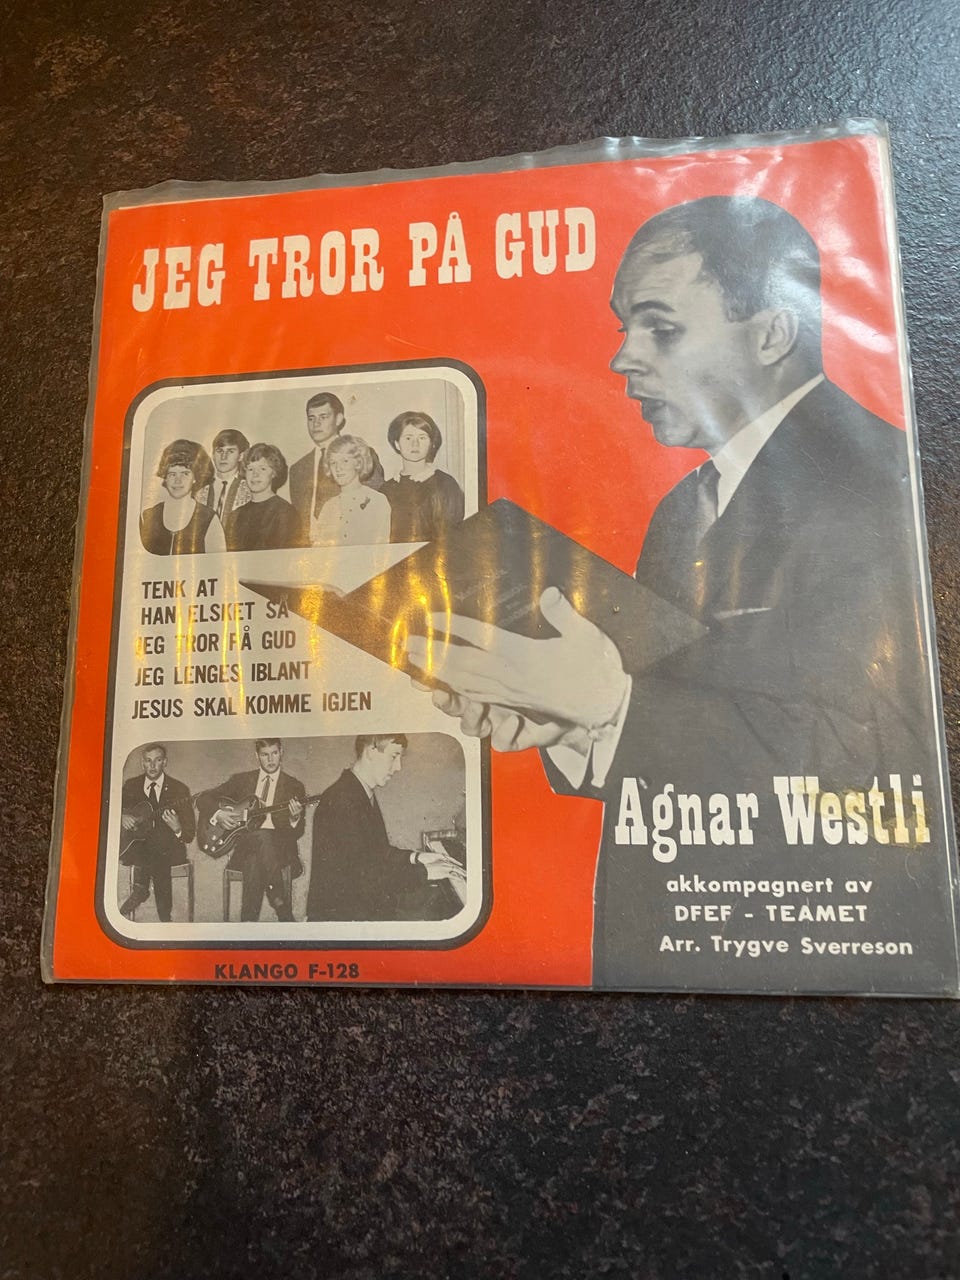 JEG TROR PÅ GUD
TENK AT
HAN ELSKET SÅ
JEG TROR PÅ GUD
JEG LENGES IBLANT
JESUS SKAL KOMME IGJEN
Agnar Westli
akkompagnert av
DFEF - TEAMET
Arr. Trygve Sverreson
KLANGO F-128